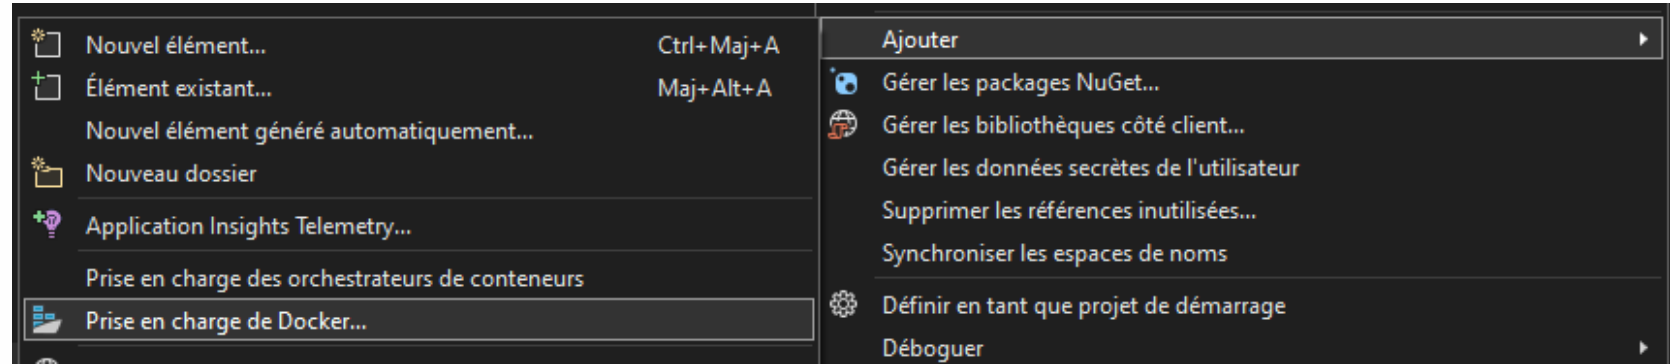 Nouvel élément... Ctrl+Maj+A
Élément existant... Maj+Alt+A
Nouvel élément généré automatiquement...
Nouveau dossier
Application Insights Telemetry...
Prise en charge des orchestrateurs de conteneurs
Prise en charge de Docker...
Ajouter
Gérer les packages NuGet...
Gérer les bibliothèques côté client...
Gérer les données secrètes de l'utilisateur
Supprimer les références inutilisées...
Synchroniser les espaces de noms
Définir en tant que projet de démarrage
Déboguer